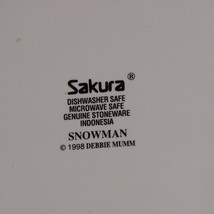 Sakura®
DISHWASHER SAFE
MICROWAVE SAFE
GENUINE STONEWARE
INDONESIA
SNOWMAN
© 1998 DEBBIE MUMM